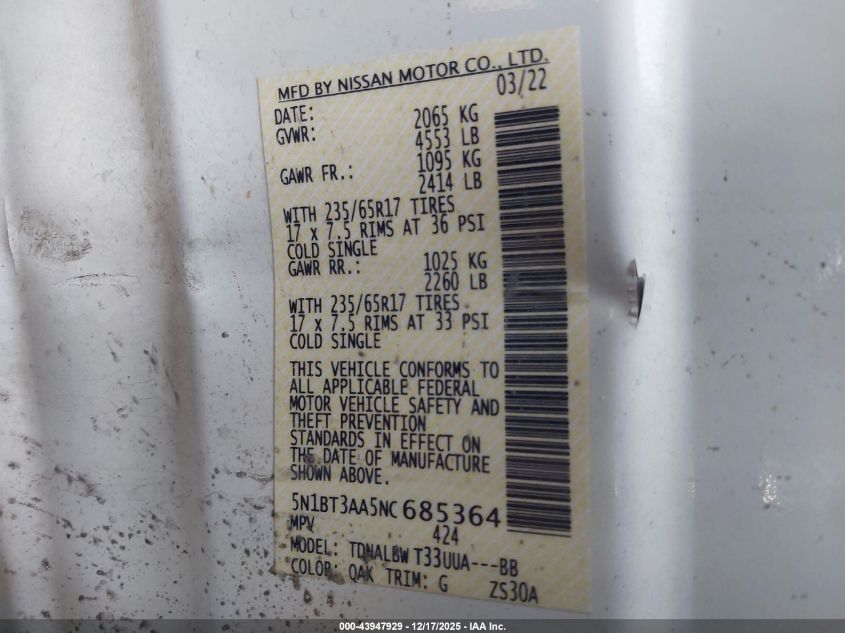 MFD BY NISSAN MOTOR CO., LTD.
DATE: 03/22
GVWR: 2065 KG
4553 LB
GAWR FR.: 1095 KG
2414 LB
WITH 235/65R17 TIRES
17 x 7.5 RIMS AT 36 PSI
COLD SINGLE
GAWR RR.: 1025 KG
2260 LB
WITH 235/65R17 TIRES
17 x 7.5 RIMS AT 33 PSI
COLD SINGLE
THIS VEHICLE CONFORMS TO
ALL APPLICABLE FEDERAL
MOTOR VEHICLE SAFETY AND
THEFT PREVENTION
STANDARDS IN EFFECT ON
THE DATE OF MANUFACTURE
SHOWN ABOVE.
5N1BT3AA5NC685364
MPV 424
MODEL: TDNALBW T33UUA---BB
COLOR: QAK TRIM: G ZS30A
000-43947929 - 12/17/2025 - IAA Inc.